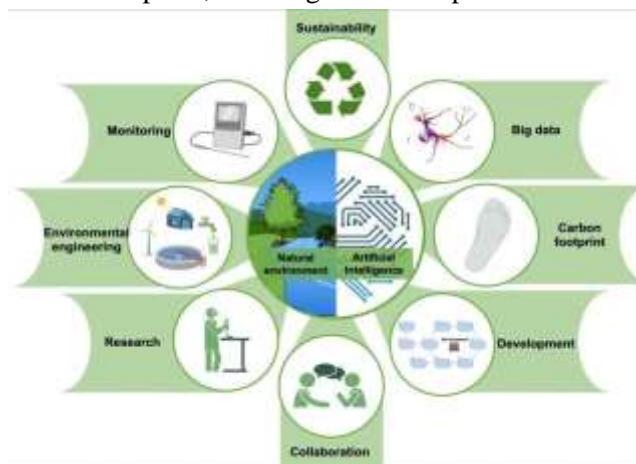 Sustainability
Monitoring
Big data
Environmental
engineering
Carbon
footprint
Natural
environment
Artificial
Intelligence
Research
Development
Collaboration